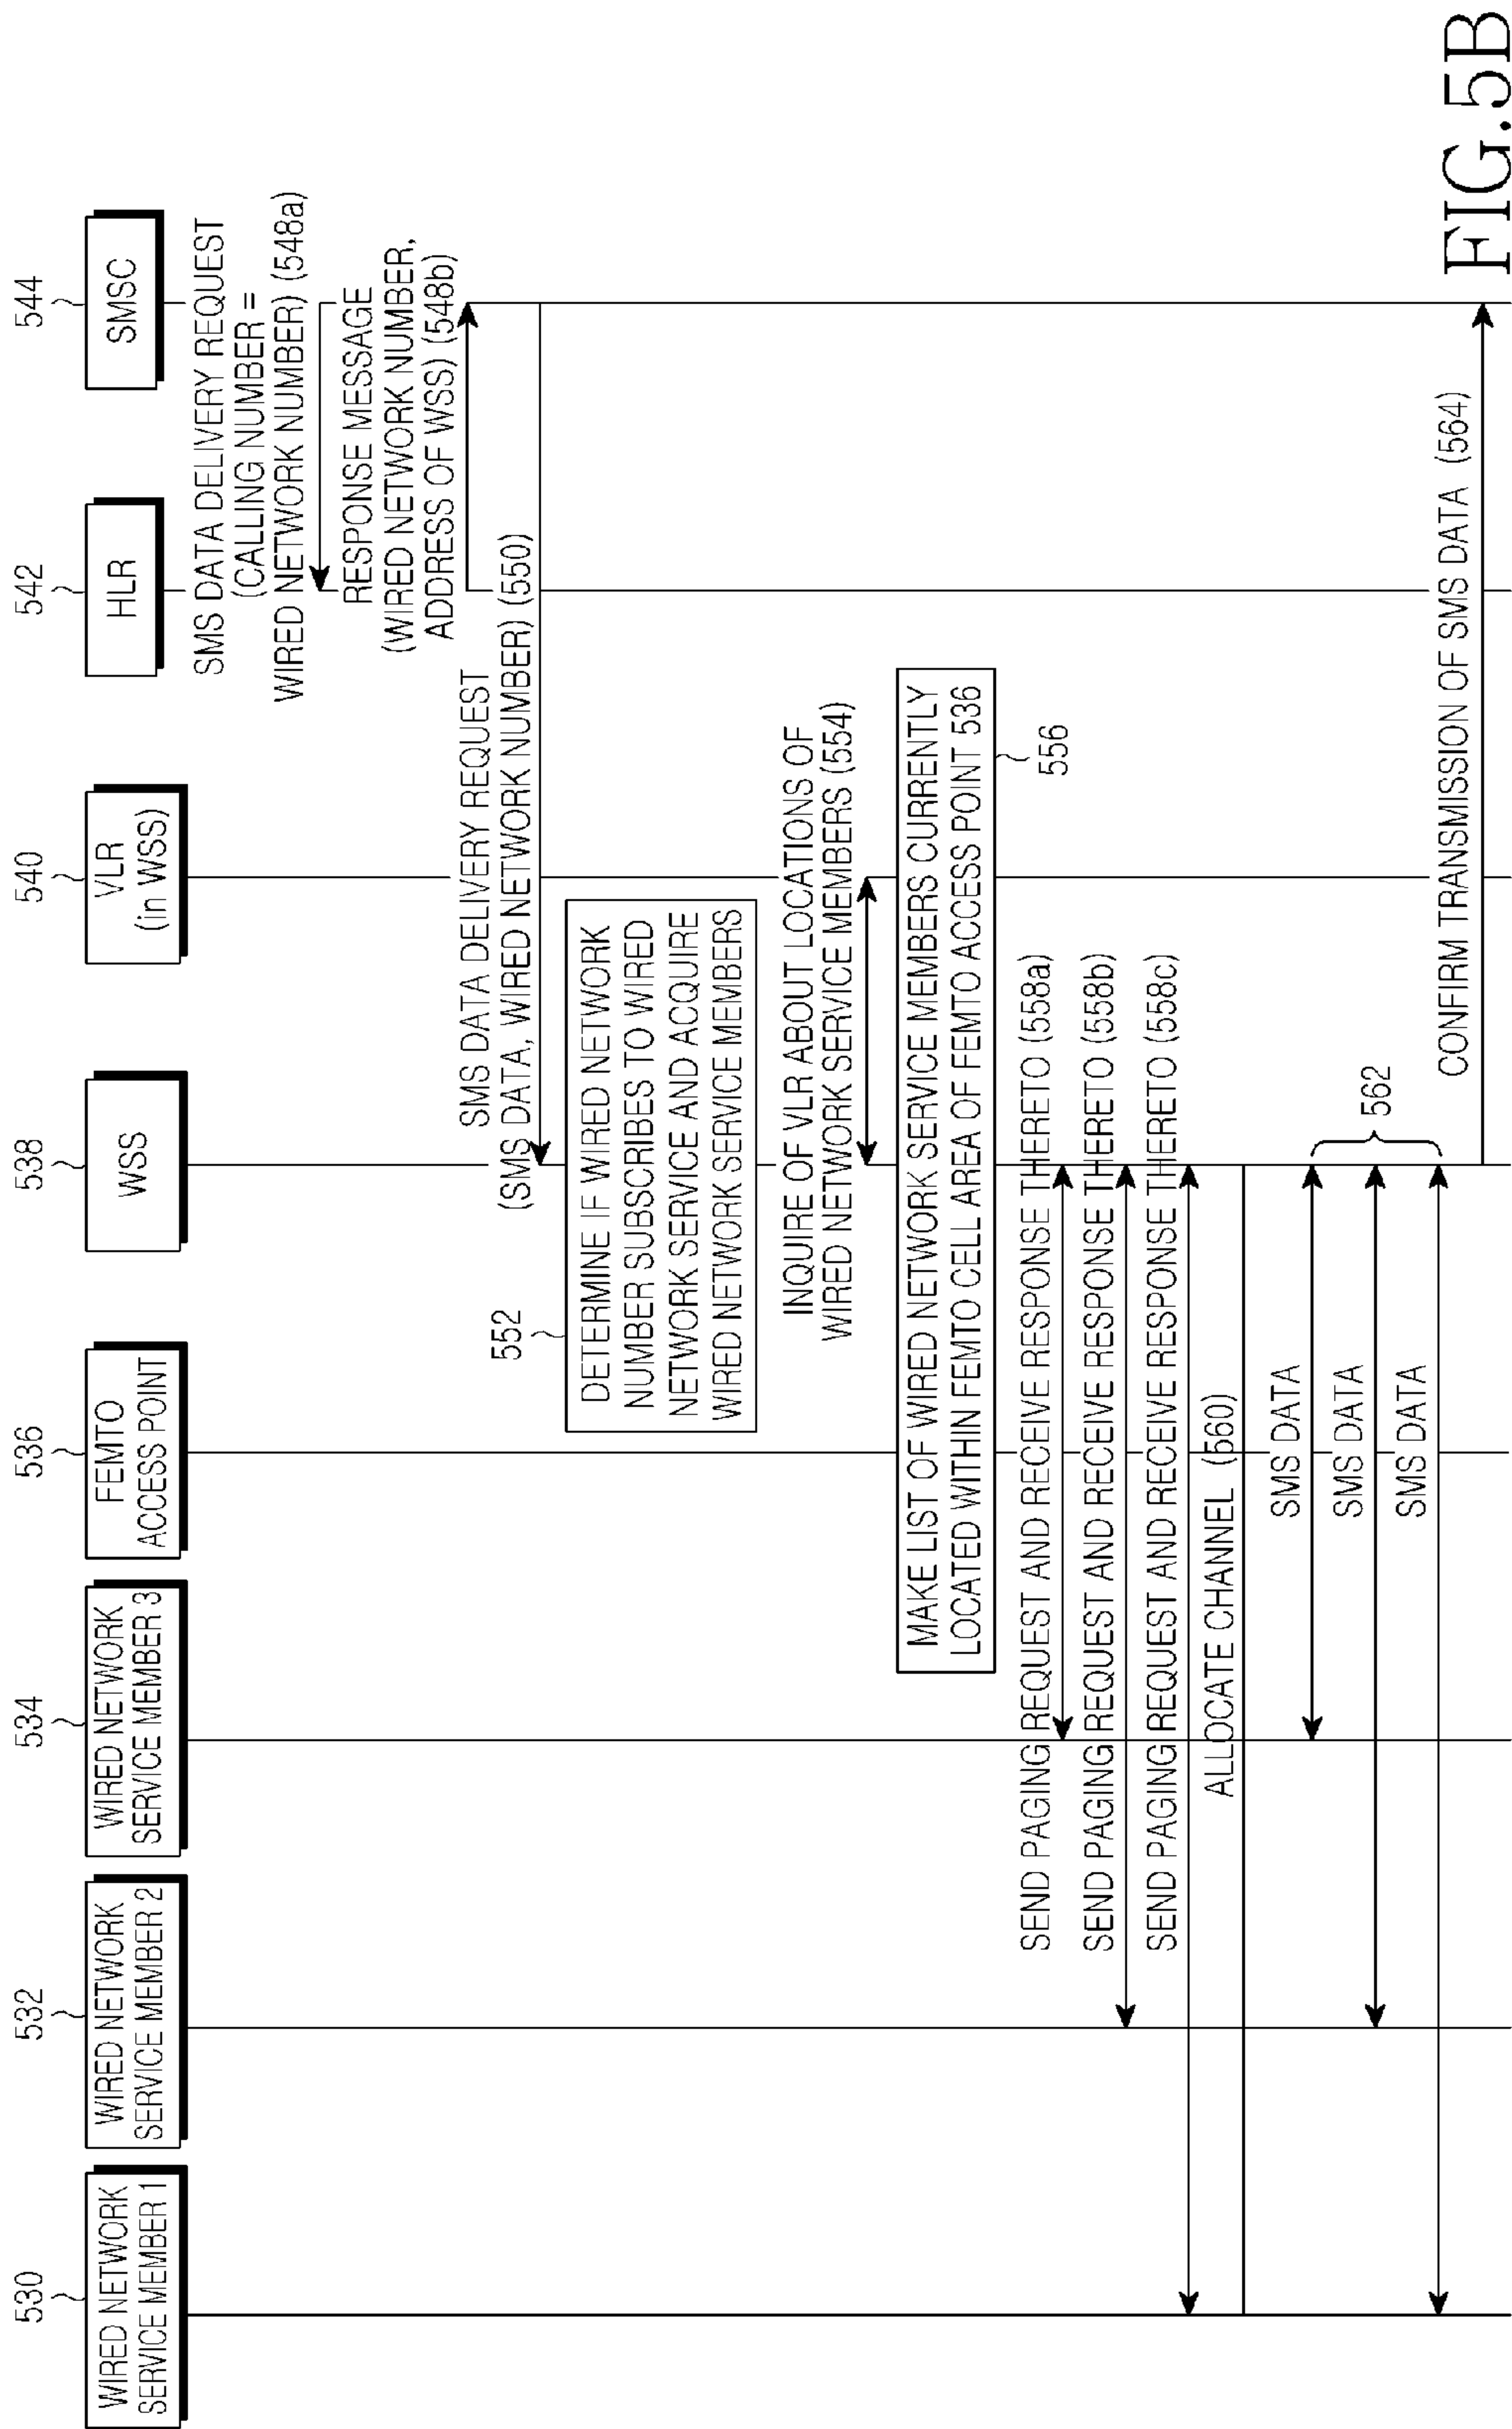 530
532
534
536
538
540
542
544
WIRED NETWORK
SERVICE MEMBER 1
WIRED NETWORK
SERVICE MEMBER 2
WIRED NETWORK
SERVICE MEMBER 3
FEMTO
ACCESS POINT
WSS
VLR
(in WSS)
HLR
SMSC
SMS DATA DELIVERY REQUEST
(CALLING NUMBER =
WIRED NETWORK NUMBER) (548a)
RESPONSE MESSAGE
(WIRED NETWORK NUMBER,
ADDRESS OF WSS) (548b)
SMS DATA DELIVERY REQUEST
(SMS DATA, WIRED NETWORK NUMBER) (550)
552
DETERMINE IF WIRED NETWORK
NUMBER SUBSCRIBES TO WIRED
NETWORK SERVICE AND ACQUIRE
WIRED NETWORK SERVICE MEMBERS
INQUIRE OF VLR ABOUT LOCATIONS OF
WIRED NETWORK SERVICE MEMBERS (554)
MAKE LIST OF WIRED NETWORK SERVICE MEMBERS CURRENTLY
LOCATED WITHIN FEMTO CELL AREA OF FEMTO ACCESS POINT 536
556
SEND PAGING REQUEST AND RECEIVE RESPONSE THERETO (558a)
SEND PAGING REQUEST AND RECEIVE RESPONSE THERETO (558b)
SEND PAGING REQUEST AND RECEIVE RESPONSE THERETO (558c)
ALLOCATE CHANNEL (560)
SMS DATA
SMS DATA
SMS DATA
562
CONFIRM TRANSMISSION OF SMS DATA (564)
FIG.5B